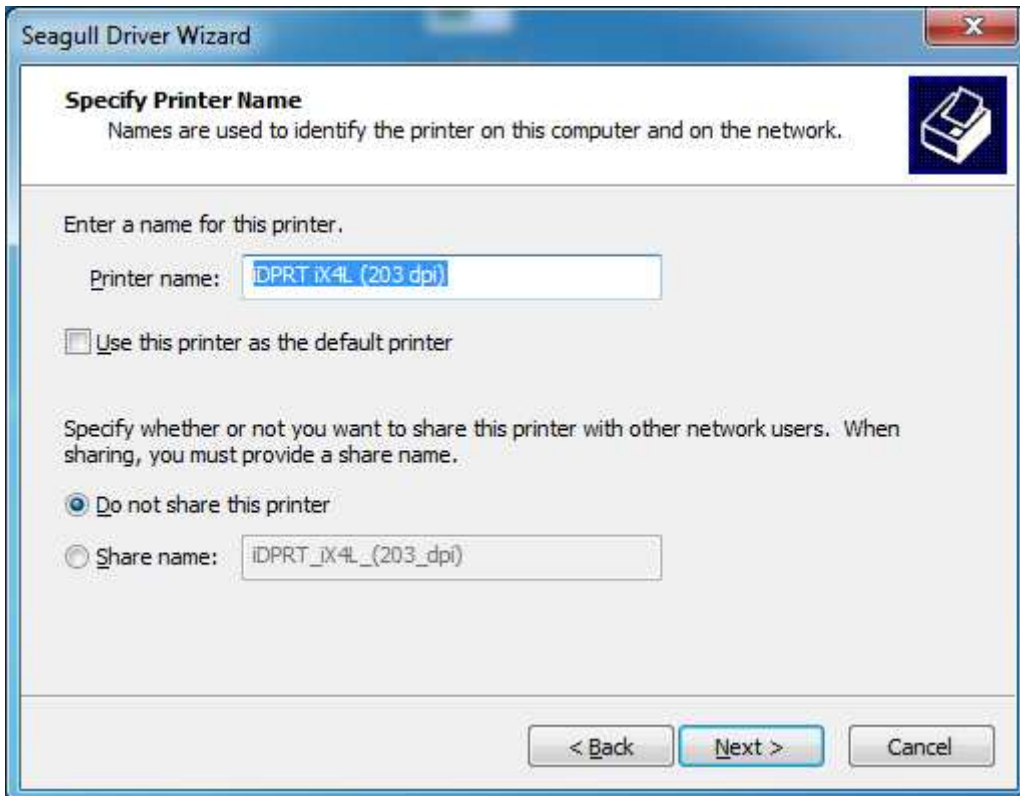 Seagull Driver Wizard
Specify Printer Name
Names are used to identify the printer on this computer and on the network.
Enter a name for this printer.
Printer name: iDPRT iX4L (203 dpi)
Use this printer as the default printer
Specify whether or not you want to share this printer with other network users.  When
sharing, you must provide a share name.
Do not share this printer
Share name: iDPRT_iX4L_(203_dpi)
< Back Next > Cancel